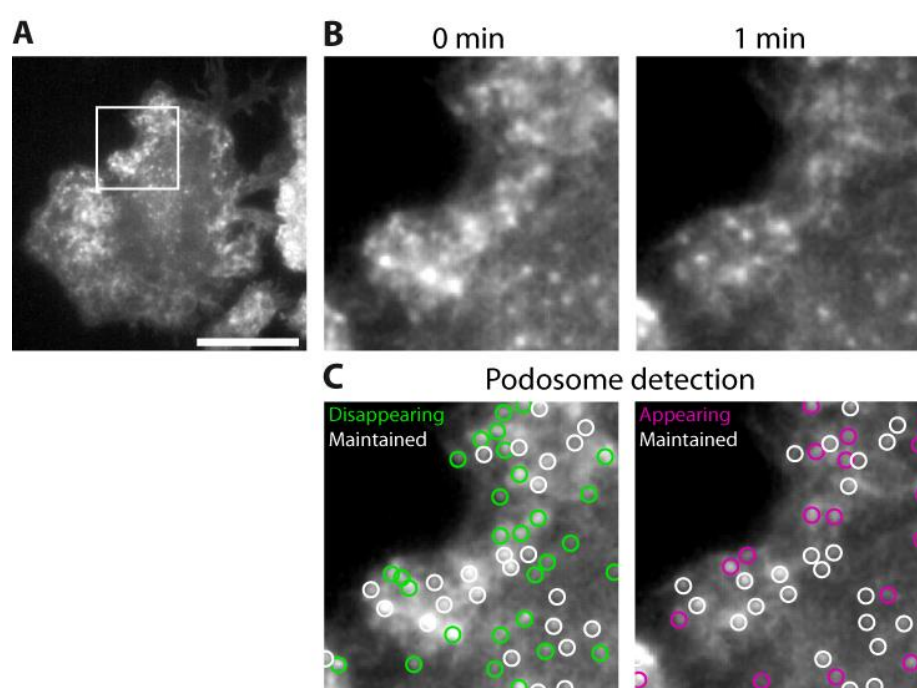 A
B
0 min
1 min
C
Podosome detection
Disappearing
Maintained
Appearing
Maintained